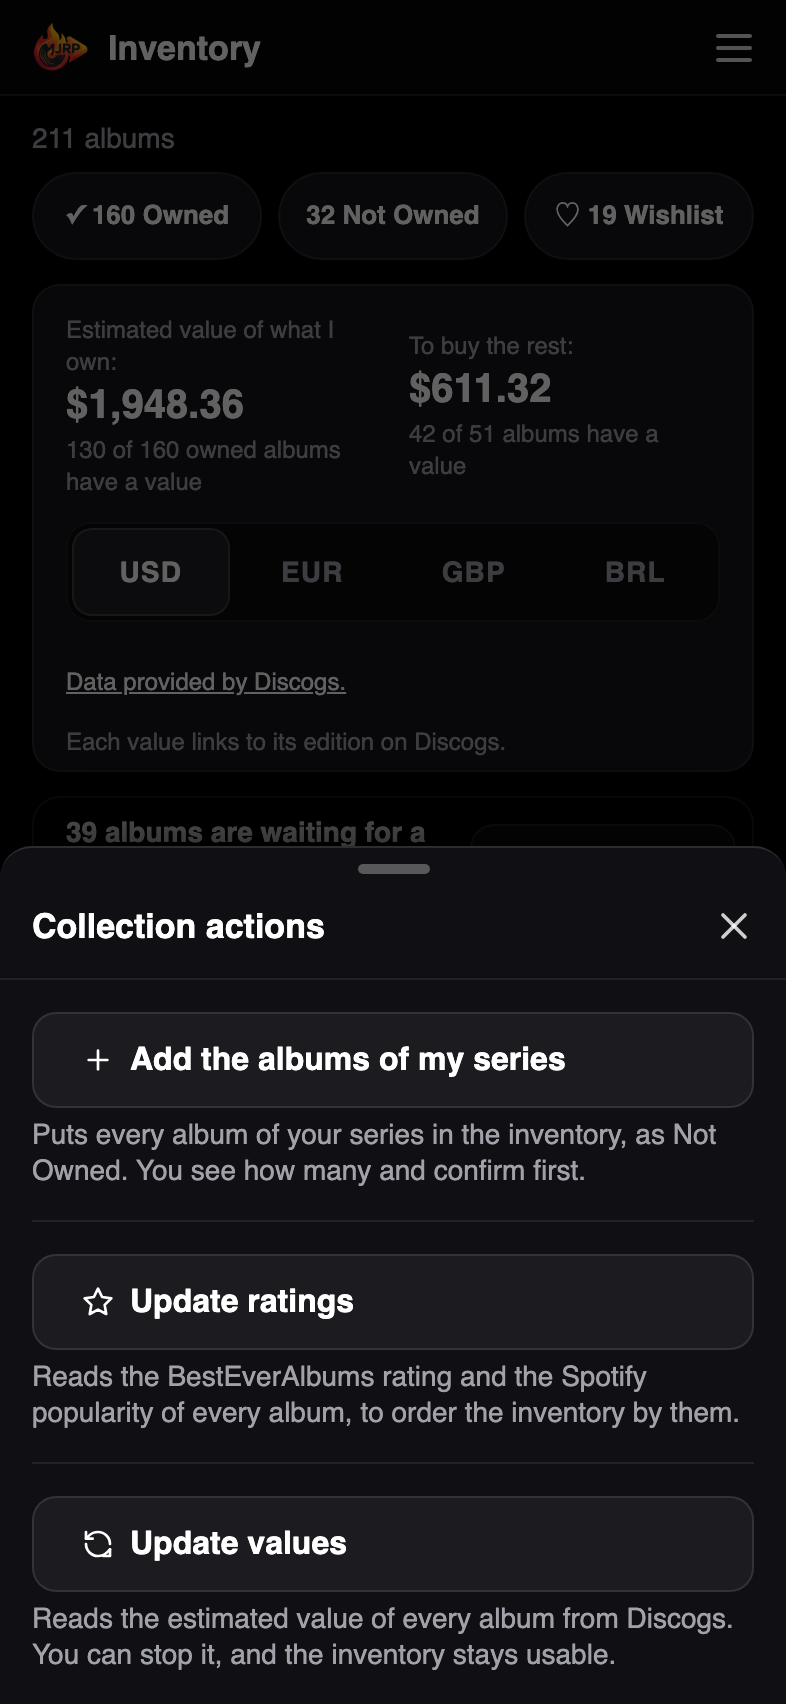 MJRP
Inventory
211 albums
✓ 160 Owned
32 Not Owned
♡ 19 Wishlist
Estimated value of what I
own:
$1,948.36
130 of 160 owned albums
have a value
To buy the rest:
$611.32
42 of 51 albums have a
value
USD
EUR
GBP
BRL
Data provided by Discogs.
Each value links to its edition on Discogs.
39 albums are waiting for a
Collection actions
Add the albums of my series
Puts every album of your series in the inventory, as Not
Owned. You see how many and confirm first.
Update ratings
Reads the BestEverAlbums rating and the Spotify
popularity of every album, to order the inventory by them.
Update values
Reads the estimated value of every album from Discogs.
You can stop it, and the inventory stays usable.